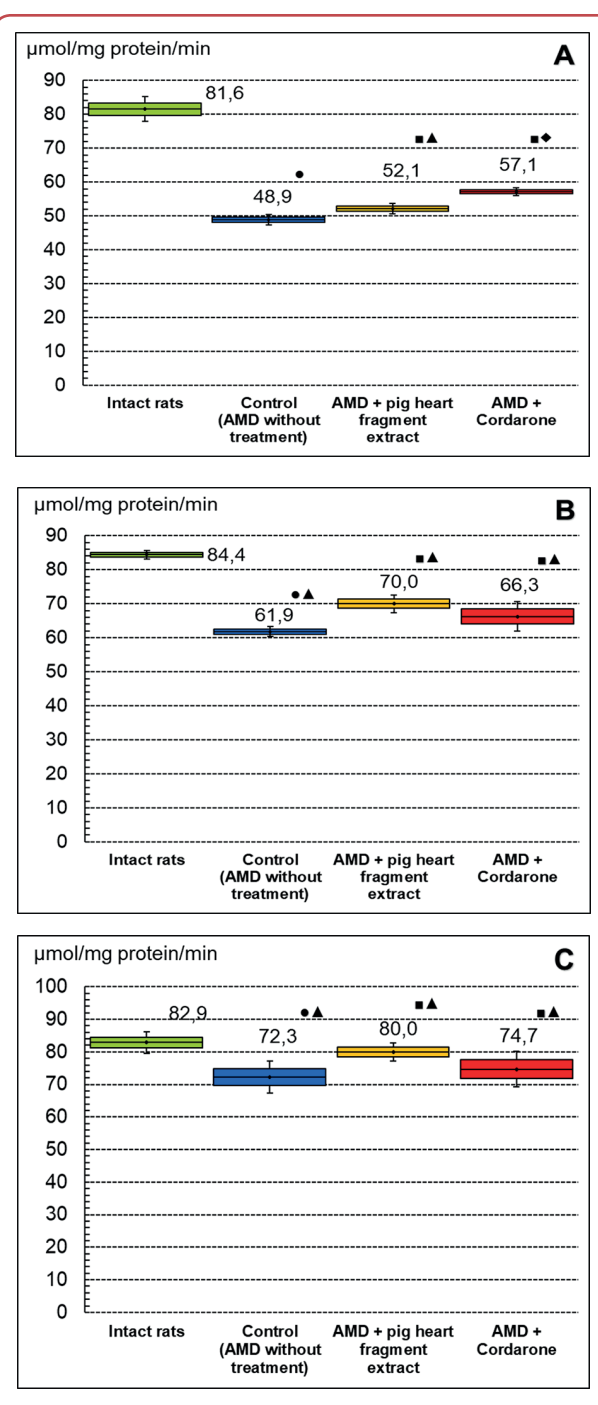 µmol/mg protein/min
A
90
80
70
60
50
40
30
20
10
0
81,6
48,9
52,1
57,1
Intact rats
Control
(AMD without
treatment)
AMD + pig heart
fragment
extract
AMD +
Cordarone
µmol/mg protein/min
B
90
80
70
60
50
40
30
20
10
0
84,4
61,9
70,0
66,3
Intact rats
Control
(AMD without
treatment)
AMD + pig heart
fragment
extract
AMD +
Cordarone
µmol/mg protein/min
C
100
90
80
70
60
50
40
30
20
10
0
82,9
72,3
80,0
74,7
Intact rats
Control
(AMD without
treatment)
AMD + pig heart
fragment
extract
AMD +
Cordarone